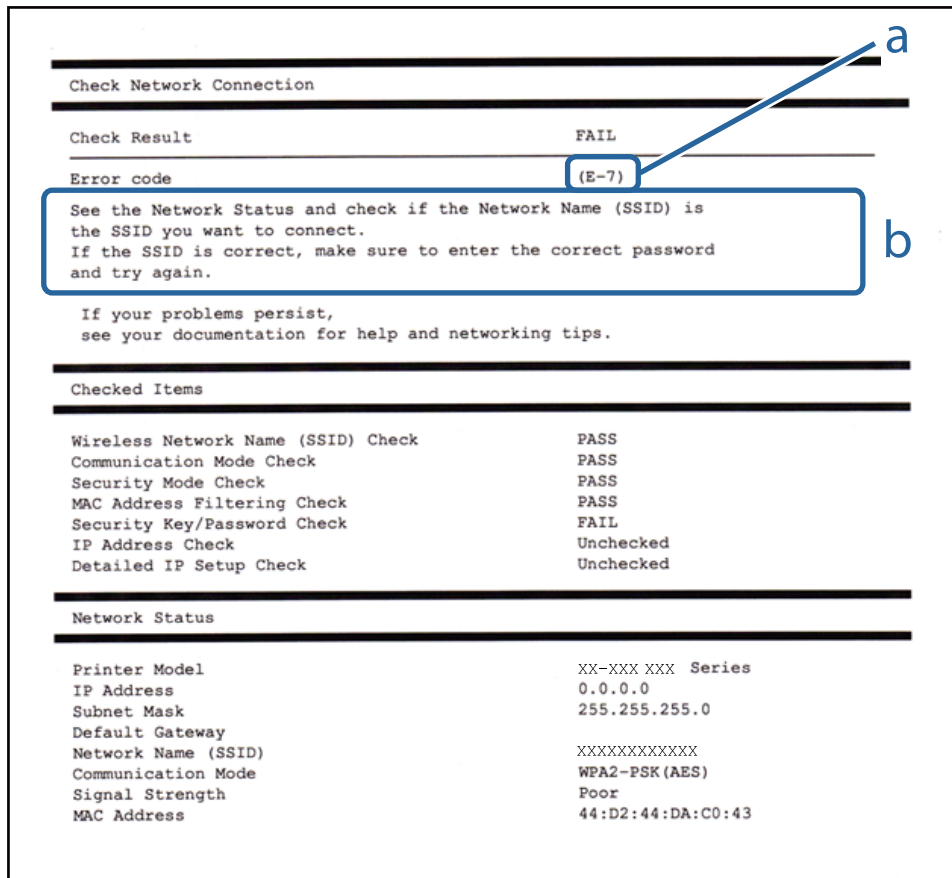 a
Check Network Connection
Check Result FAIL
Error code (E-7)
See the Network Status and check if the Network Name (SSID) is
the SSID you want to connect.
If the SSID is correct, make sure to enter the correct password
and try again.
b
If your problems persist,
see your documentation for help and networking tips.
Checked Items
Wireless Network Name (SSID) Check PASS
Communication Mode Check PASS
Security Mode Check PASS
MAC Address Filtering Check PASS
Security Key/Password Check FAIL
IP Address Check Unchecked
Detailed IP Setup Check Unchecked
Network Status
Printer Model XX-XXX XXX Series
IP Address 0.0.0.0
Subnet Mask 255.255.255.0
Default Gateway
Network Name (SSID) XXXXXXXXXXXX
Communication Mode WPA2-PSK(AES)
Signal Strength Poor
MAC Address 44:D2:44:DA:C0:43